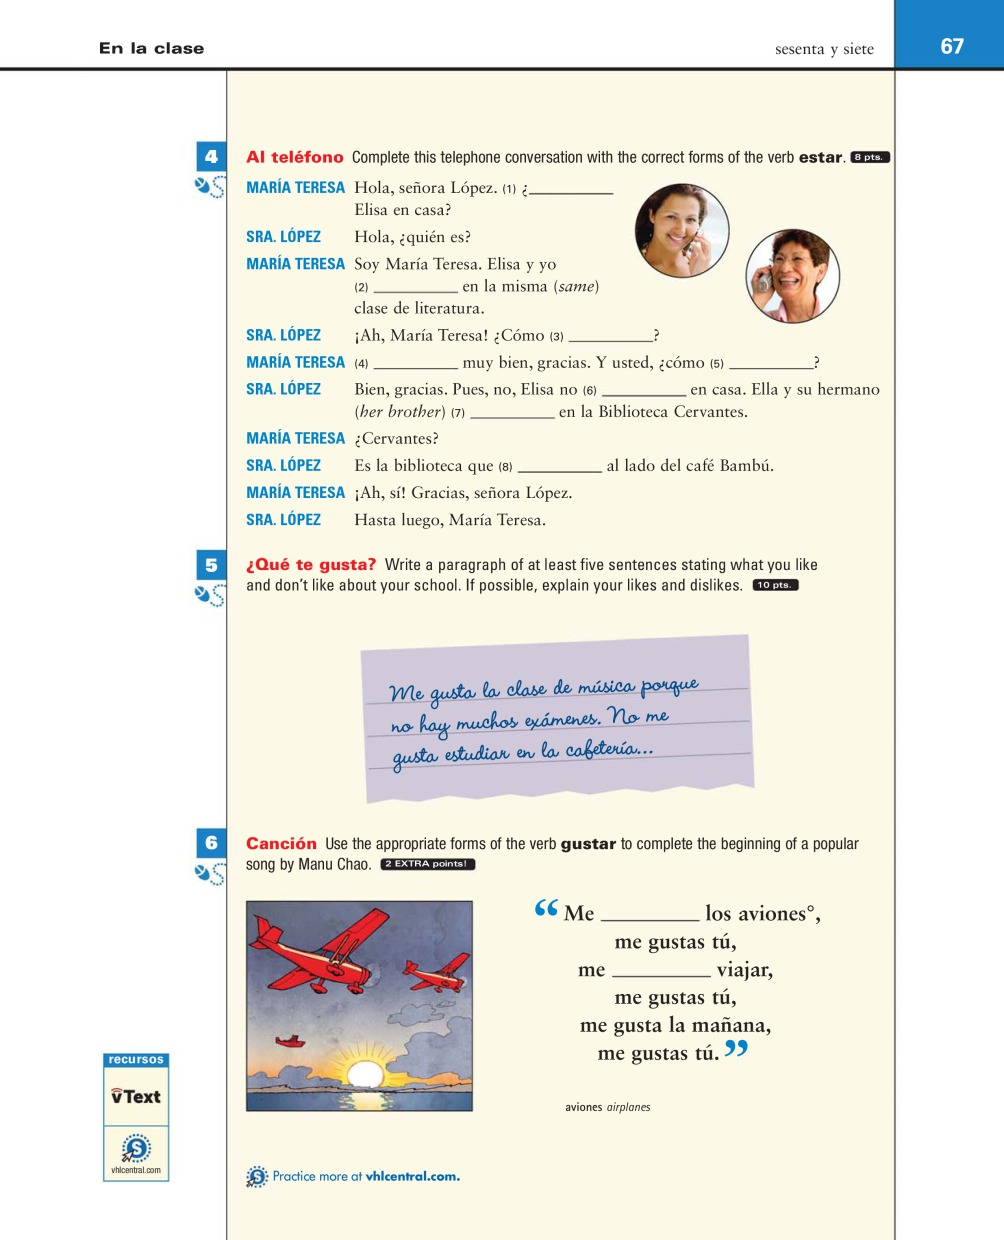 En la clase
sesenta y siete
67
4
Al teléfono Complete this telephone conversation with the correct forms of the verb estar. 8 pts.
MARÍA TERESA Hola, señora López. (1) ¿__________
Elisa en casa?
SRA. LÓPEZ Hola, ¿quién es?
MARÍA TERESA Soy María Teresa. Elisa y yo
(2) __________ en la misma (same)
clase de literatura.
SRA. LÓPEZ ¡Ah, María Teresa! ¿Cómo (3) __________?
MARÍA TERESA (4) __________ muy bien, gracias. Y usted, ¿cómo (5) __________?
SRA. LÓPEZ Bien, gracias. Pues, no, Elisa no (6) __________ en casa. Ella y su hermano
(her brother) (7) __________ en la Biblioteca Cervantes.
MARÍA TERESA ¿Cervantes?
SRA. LÓPEZ Es la biblioteca que (8) __________ al lado del café Bambú.
MARÍA TERESA ¡Ah, sí! Gracias, señora López.
SRA. LÓPEZ Hasta luego, María Teresa.
5
¿Qué te gusta? Write a paragraph of at least five sentences stating what you like
and don't like about your school. If possible, explain your likes and dislikes. 10 pts.
Me gusta la clase de música porque
no hay muchos exámenes. No me
gusta estudiar en la cafetería...
6
Canción Use the appropriate forms of the verb gustar to complete the beginning of a popular
song by Manu Chao. 2 EXTRA points!
“ Me __________ los aviones°,
me gustas tú,
me __________ viajar,
me gustas tú,
me gusta la mañana,
me gustas tú. ”
aviones airplanes
recursos
vText
S
vhlcentral.com
S Practice more at vhlcentral.com.